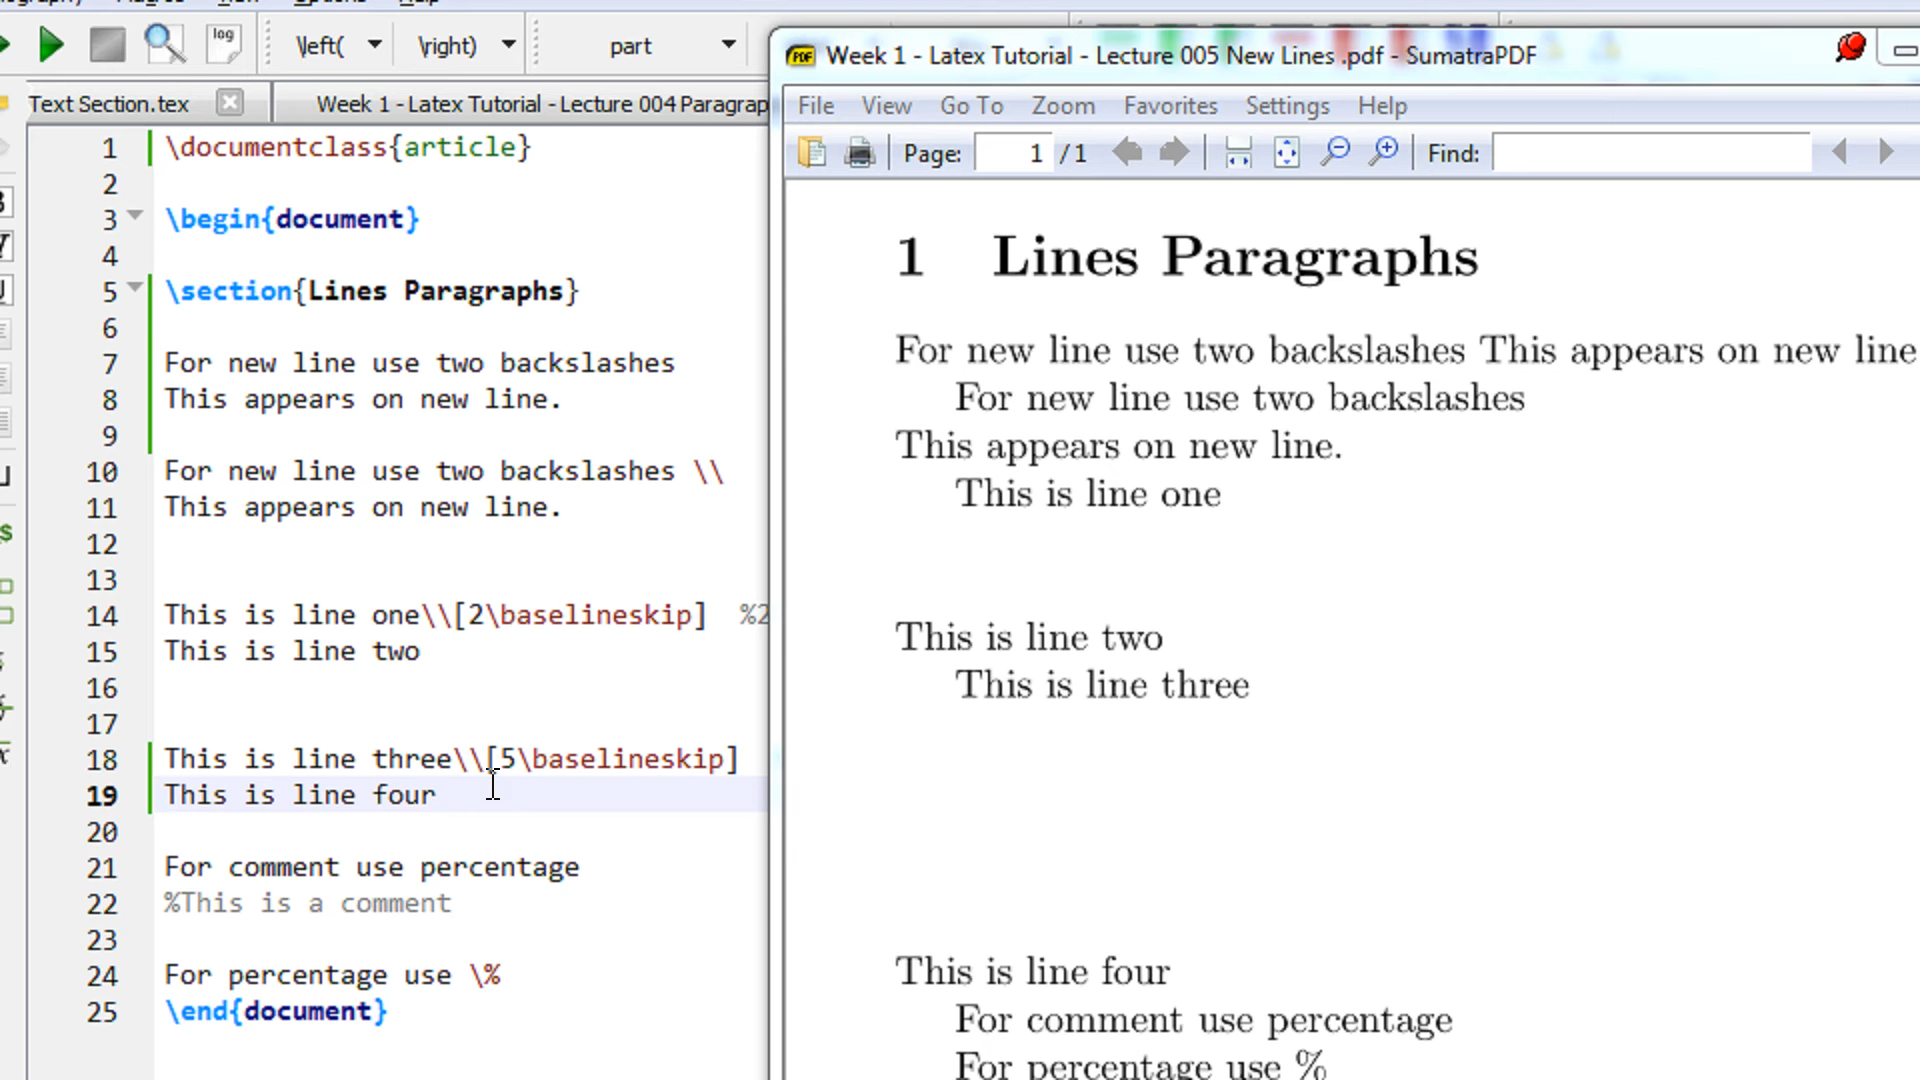 \left( \right) part
log
Text Section.tex Week 1 - Latex Tutorial - Lecture 004 Paragrap
1 \documentclass{article}
2
3 \begin{document}
4
5 \section{Lines Paragraphs}
6
7 For new line use two backslashes
8 This appears on new line.
9
10 For new line use two backslashes \\
11 This appears on new line.
12
13
14 This is line one\\[2\baselineskip] %2
15 This is line two
16
17
18 This is line three\\[5\baselineskip]
19 This is line four
20
21 For comment use percentage
22 %This is a comment
23
24 For percentage use \%
25 \end{document}
PDF Week 1 - Latex Tutorial - Lecture 005 New Lines .pdf - SumatraPDF
File View Go To Zoom Favorites Settings Help
Page: 1 / 1 Find:
1 Lines Paragraphs
For new line use two backslashes This appears on new line
For new line use two backslashes
This appears on new line.
This is line one
This is line two
This is line three
This is line four
For comment use percentage
For percentage use %